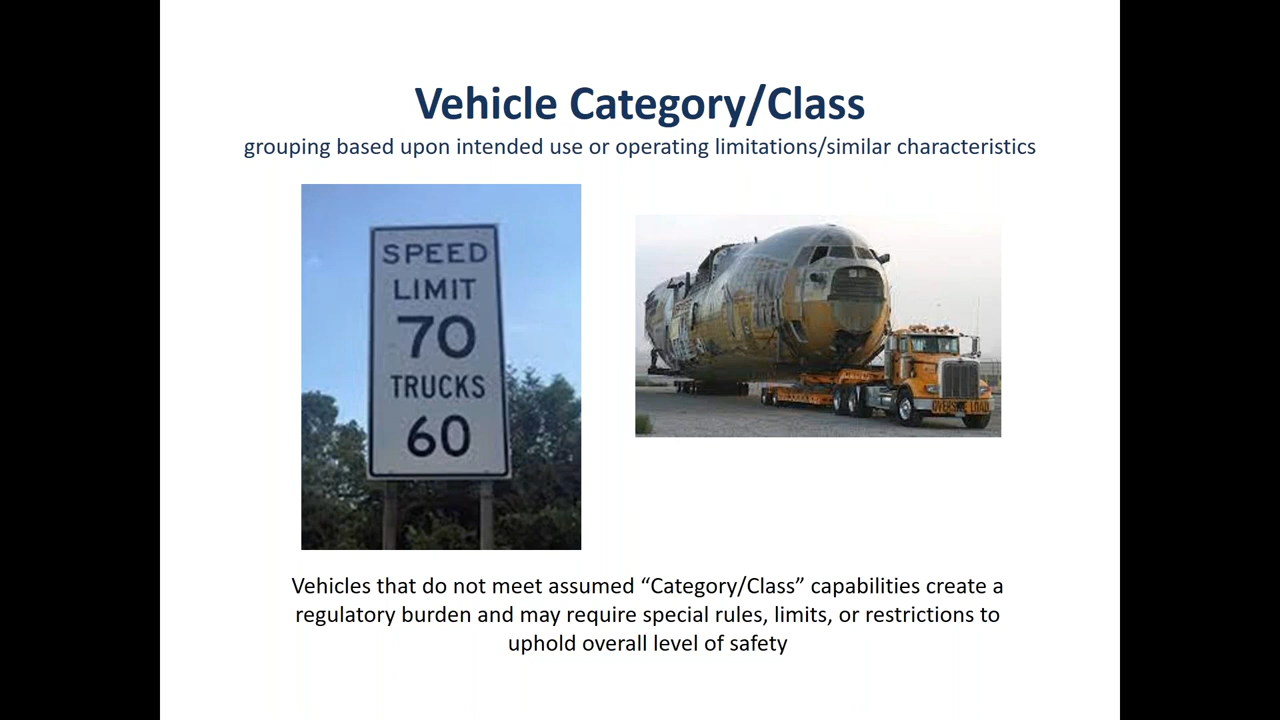 Vehicle Category/Class
grouping based upon intended use or operating limitations/similar characteristics
SPEED
LIMIT
70
TRUCKS
60
OVERSIZE LOAD
Vehicles that do not meet assumed “Category/Class” capabilities create a
regulatory burden and may require special rules, limits, or restrictions to
uphold overall level of safety